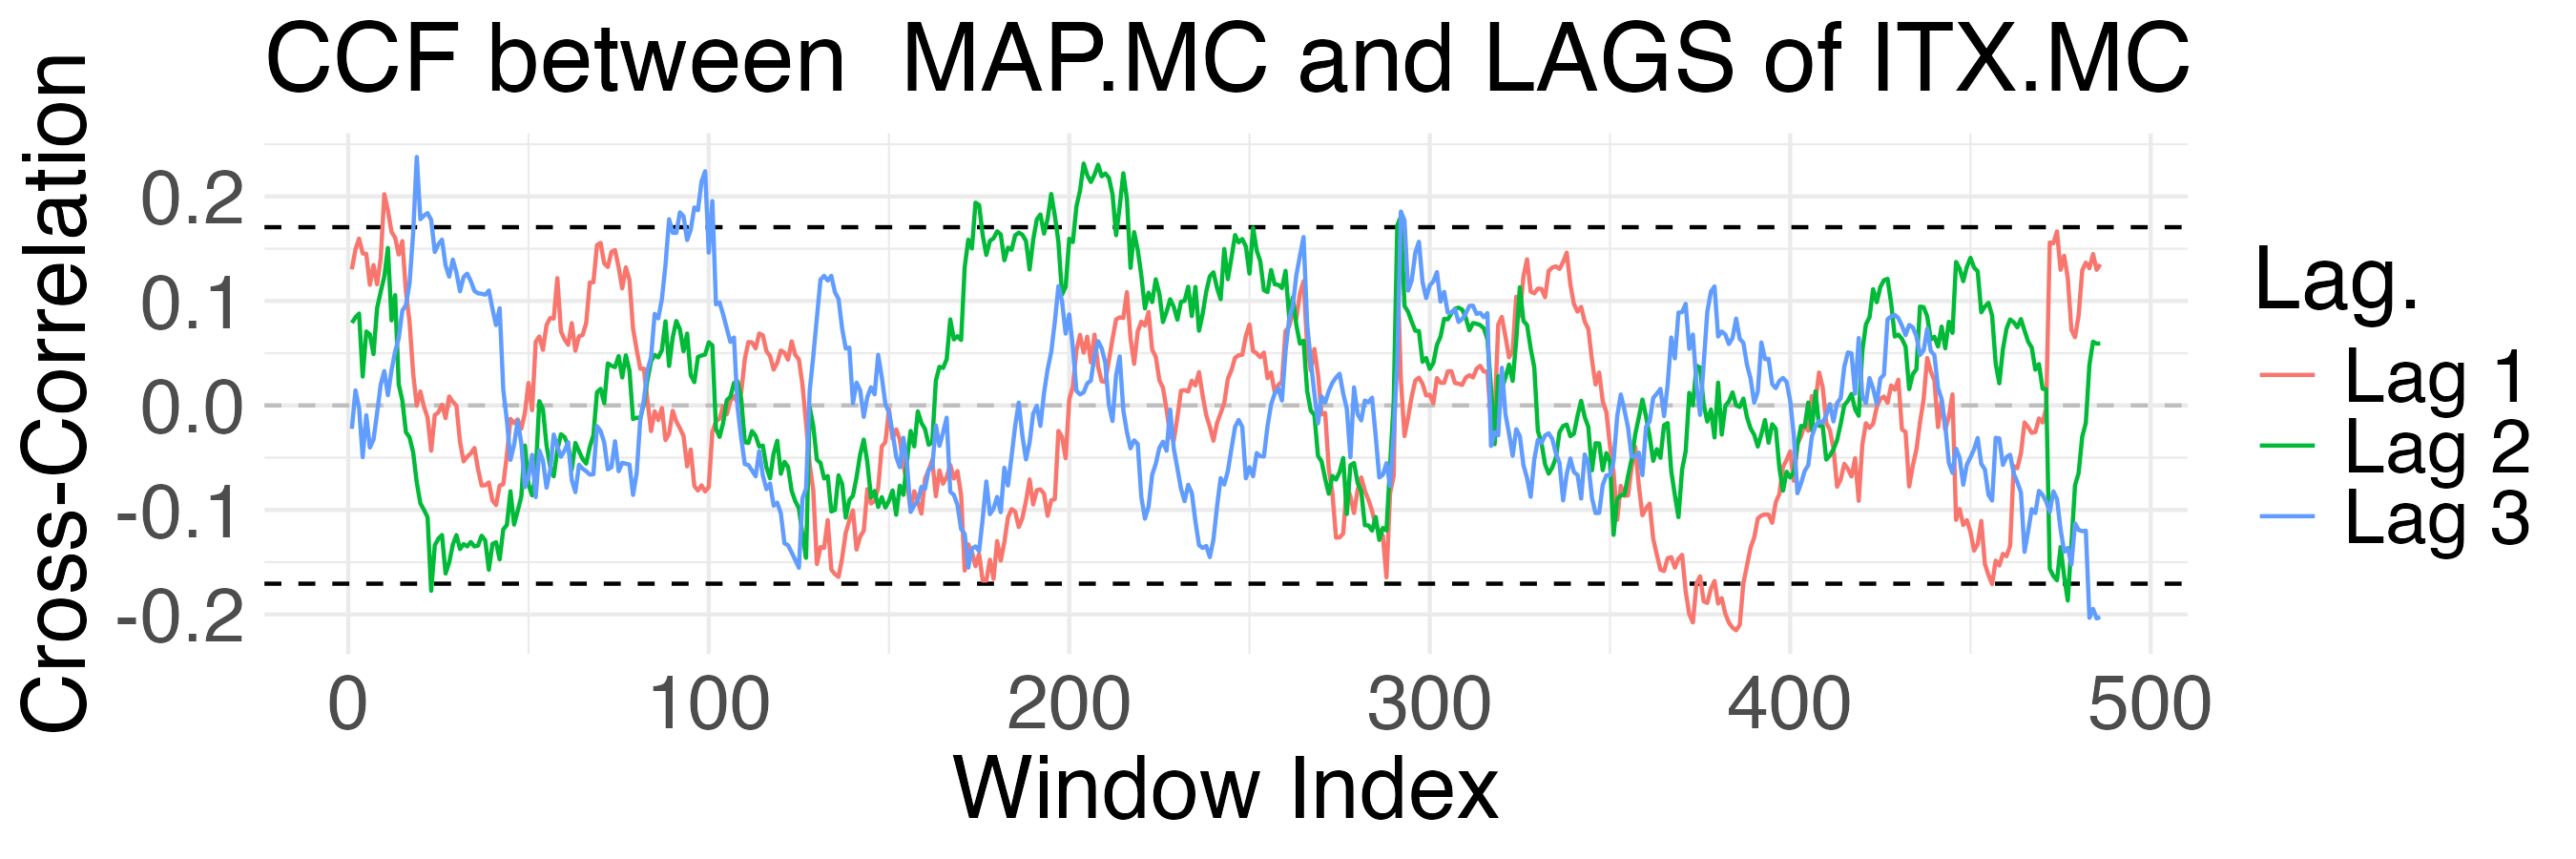 CCF between  MAP.MC and LAGS of ITX.MC
Cross-Correlation
0.2
0.1
0.0
-0.1
-0.2
0 100 200 300 400 500
Window Index
Lag.
Lag 1
Lag 2
Lag 3